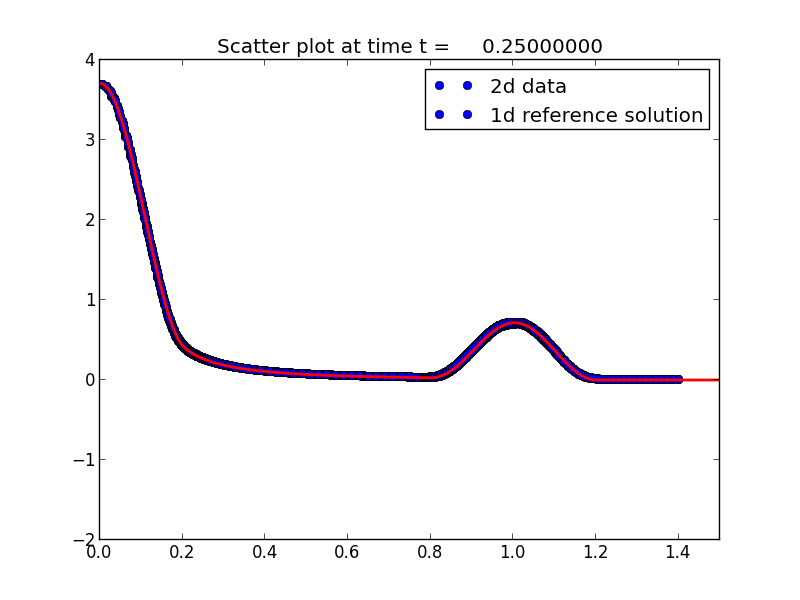 Scatter plot at time t = 0.25000000
2d data
1d reference solution
4
3
2
1
0
−1
−2
0.0 0.2 0.4 0.6 0.8 1.0 1.2 1.4